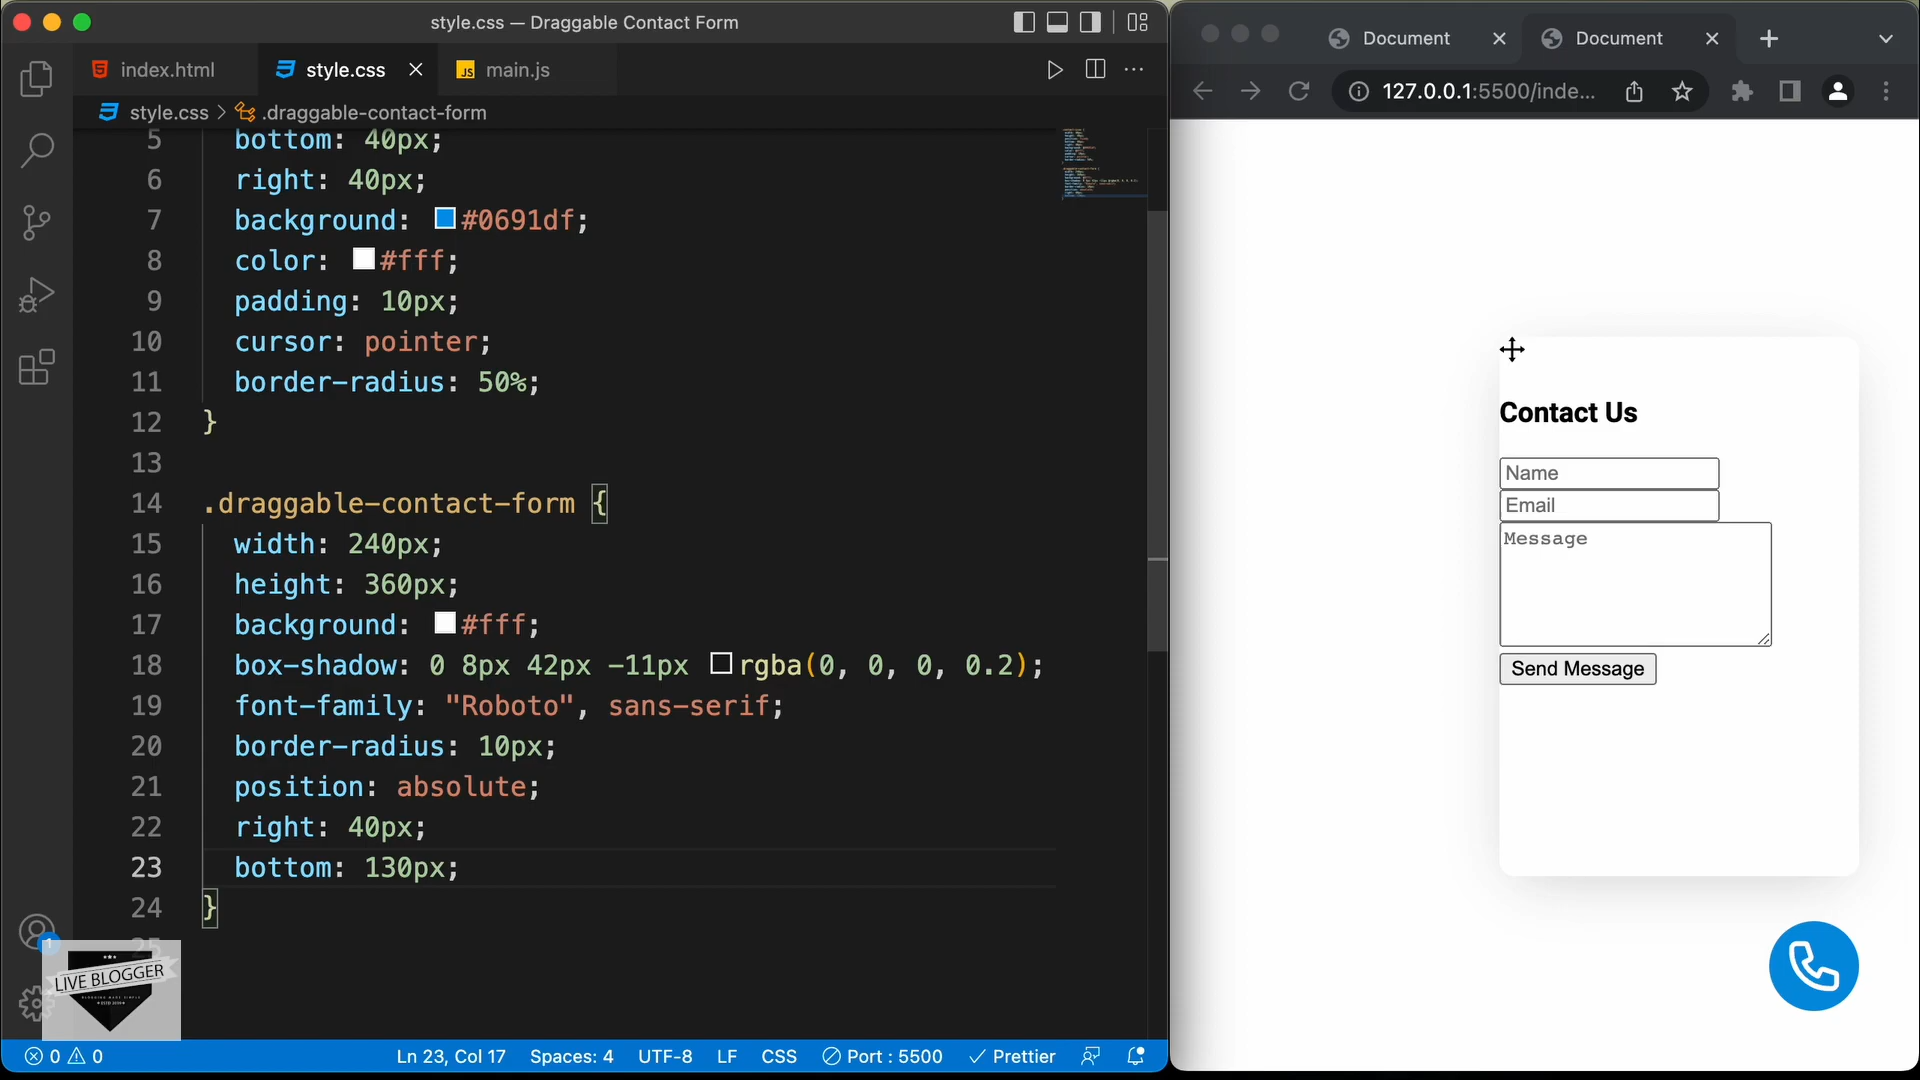 style.css — Draggable Contact Form
index.html
style.css
JS main.js
style.css > .draggable-contact-form
5 bottom: 40px;
6 right: 40px;
7 background: #0691df;
8 color: #fff;
9 padding: 10px;
10 cursor: pointer;
11 border-radius: 50%;
12 }
13
14 .draggable-contact-form {
15 width: 240px;
16 height: 360px;
17 background: #fff;
18 box-shadow: 0 8px 42px -11px rgba(0, 0, 0, 0.2);
19 font-family: "Roboto", sans-serif;
20 border-radius: 10px;
21 position: absolute;
22 right: 40px;
23 bottom: 130px;
24 }
25
1
LIVE BLOGGER
0 0 Ln 23, Col 17 Spaces: 4 UTF-8 LF CSS Port : 5500 Prettier
Document
Document
127.0.0.1:5500/inde...
Contact Us
Name
Email
Message
Send Message